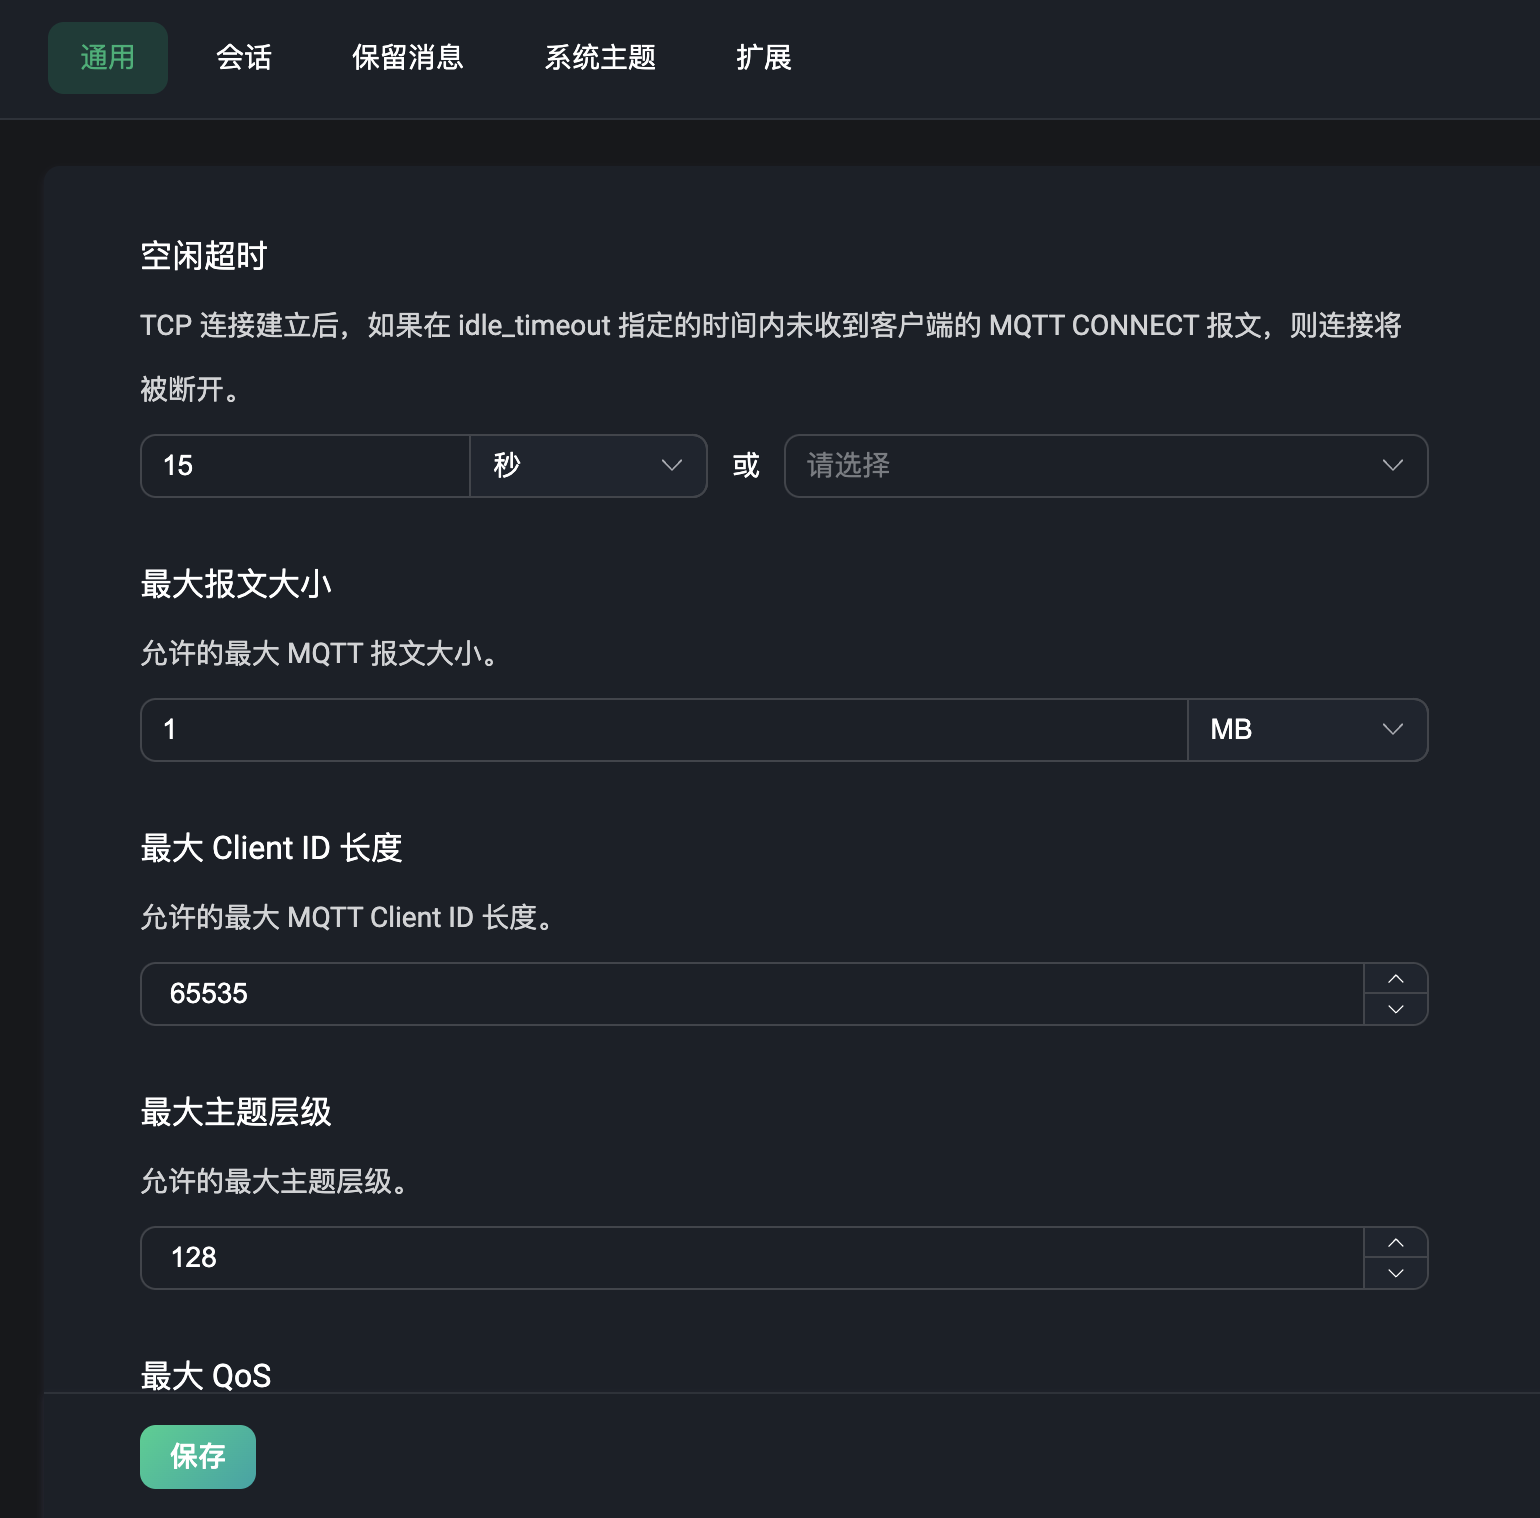 通用 会话 保留消息 系统主题 扩展
空闲超时
TCP 连接建立后，如果在 idle_timeout 指定的时间内未收到客户端的 MQTT CONNECT 报文，则连接将
被断开。
15 秒 或 请选择
最大报文大小
允许的最大 MQTT 报文大小。
1 MB
最大 Client ID 长度
允许的最大 MQTT Client ID 长度。
65535
最大主题层级
允许的最大主题层级。
128
最大 QoS
保存